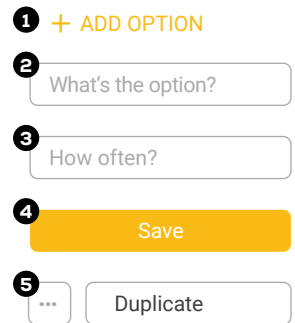 1 + ADD OPTION
2
What's the option?
3
How often?
4
Save
5
... Duplicate